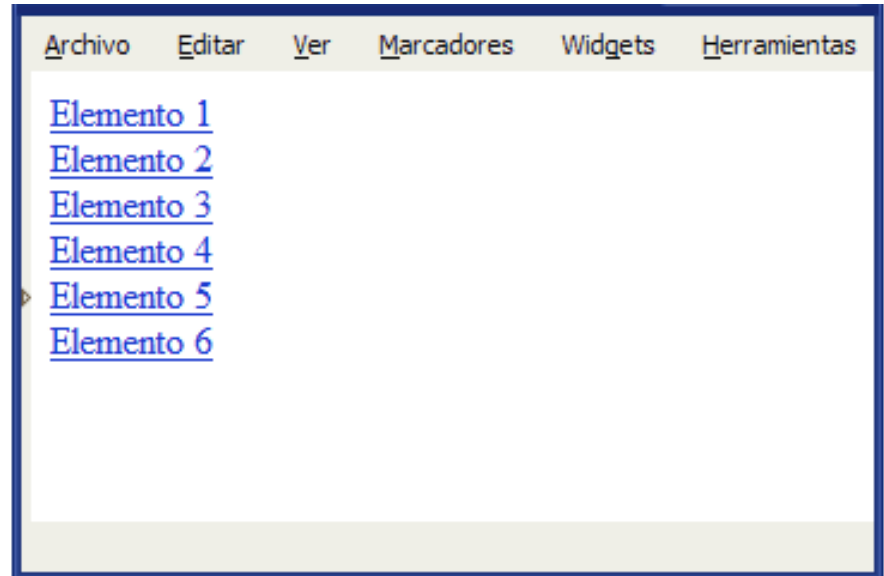 Archivo Editar Ver Marcadores Widgets Herramientas
Elemento 1
Elemento 2
Elemento 3
Elemento 4
Elemento 5
Elemento 6